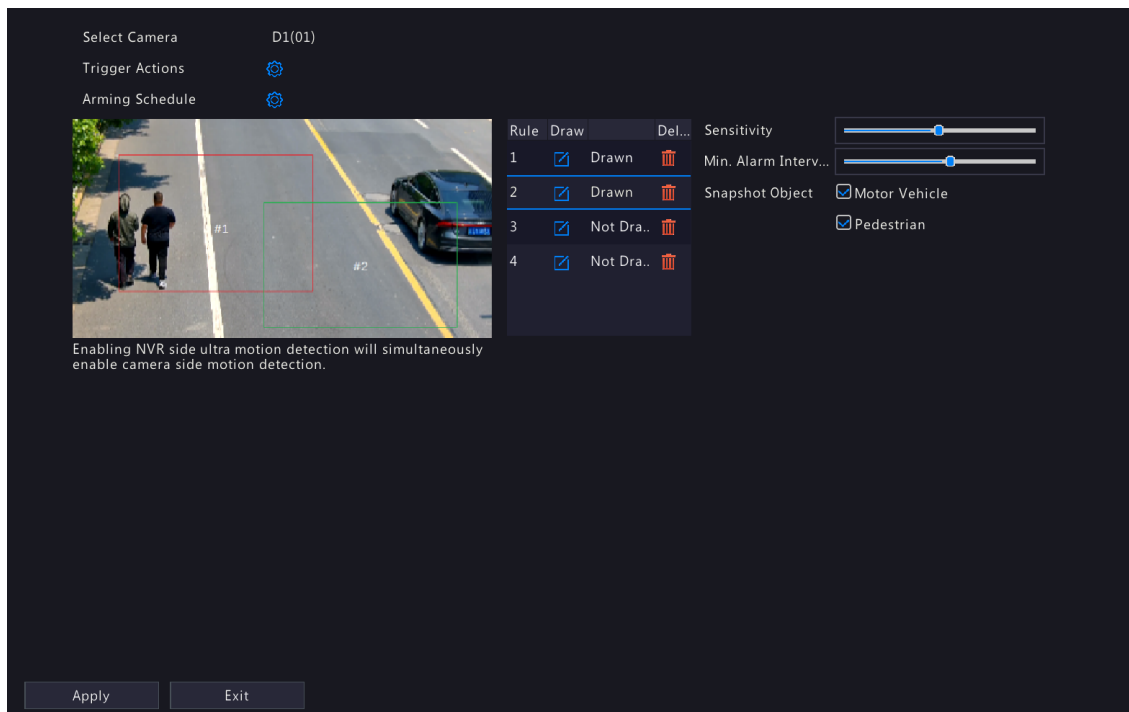 Select Camera D1(01)
Trigger Actions
Arming Schedule
Rule Draw Del...
1 Drawn
2 Drawn
3 Not Dra..
4 Not Dra..
#1
#2
Sensitivity
Min. Alarm Interv...
Snapshot Object Motor Vehicle
Pedestrian
Enabling NVR side ultra motion detection will simultaneously
enable camera side motion detection.
Apply Exit